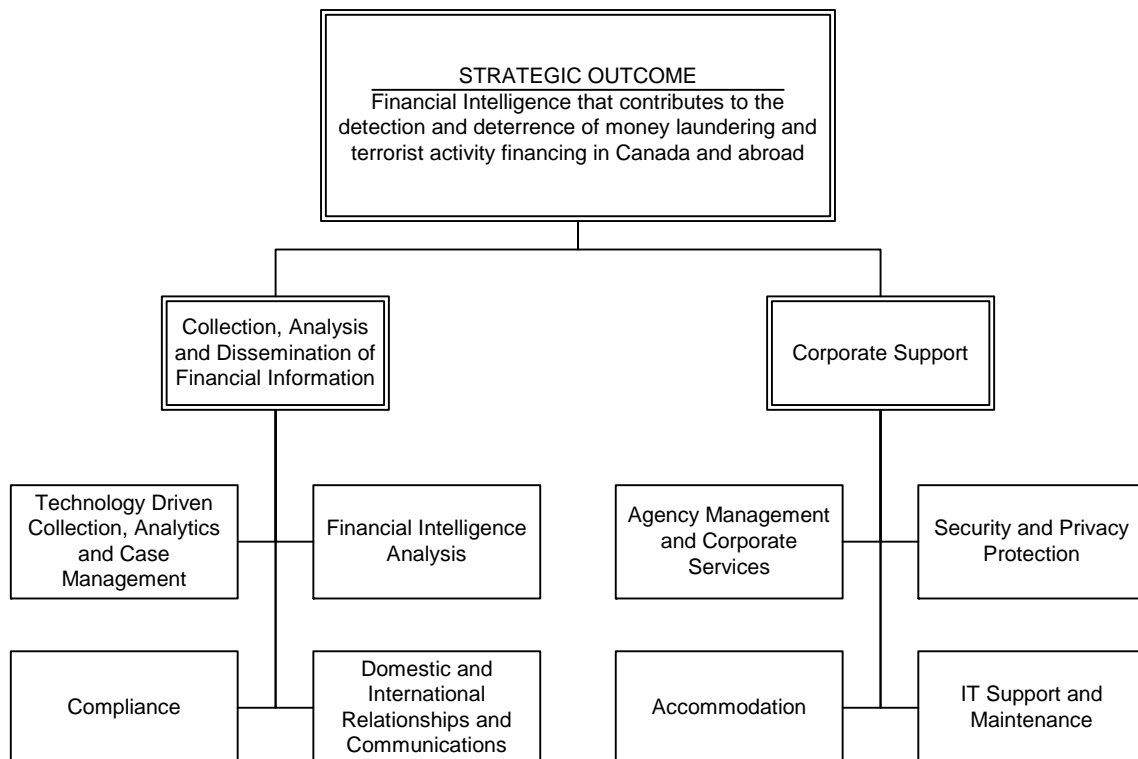 STRATEGIC OUTCOME
Financial Intelligence that contributes to the
detection and deterrence of money laundering and
terrorist activity financing in Canada and abroad
Collection, Analysis
and Dissemination of
Financial Information
Corporate Support
Technology Driven
Collection, Analytics
and Case
Management
Financial Intelligence
Analysis
Agency Management
and Corporate
Services
Security and Privacy
Protection
Compliance
Domestic and
International
Relationships and
Communications
Accommodation
IT Support and
Maintenance